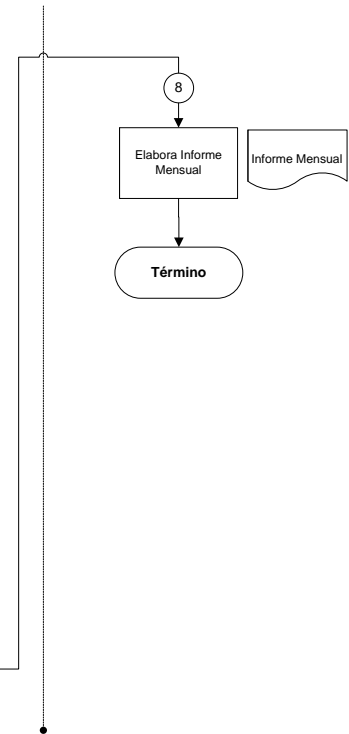 8
Elabora Informe
Mensual
Informe Mensual
Término